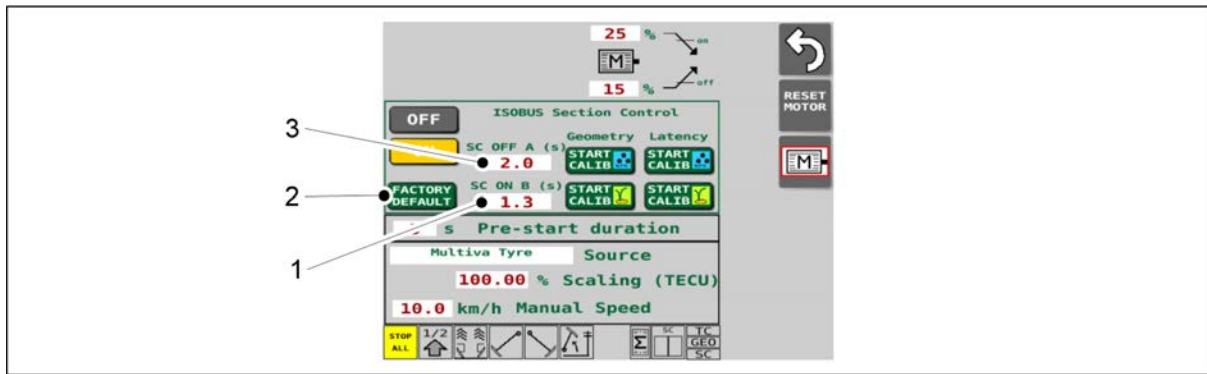 25 % on
M
15 % off
RESET
MOTOR
M
OFF
ISOBUS Section Control
Geometry Latency
SC OFF A (s)
3
2.0
START
CALIB
START
CALIB
2
FACTORY
DEFAULT
SC ON B (s)
1.3
START
CALIB
START
CALIB
1
s Pre-start duration
Multiva Tyre Source
100.00 % Scaling (TECU)
10.0 km/h Manual Speed
STOP
ALL
1/2
Σ
SC
TC
GEO
SC